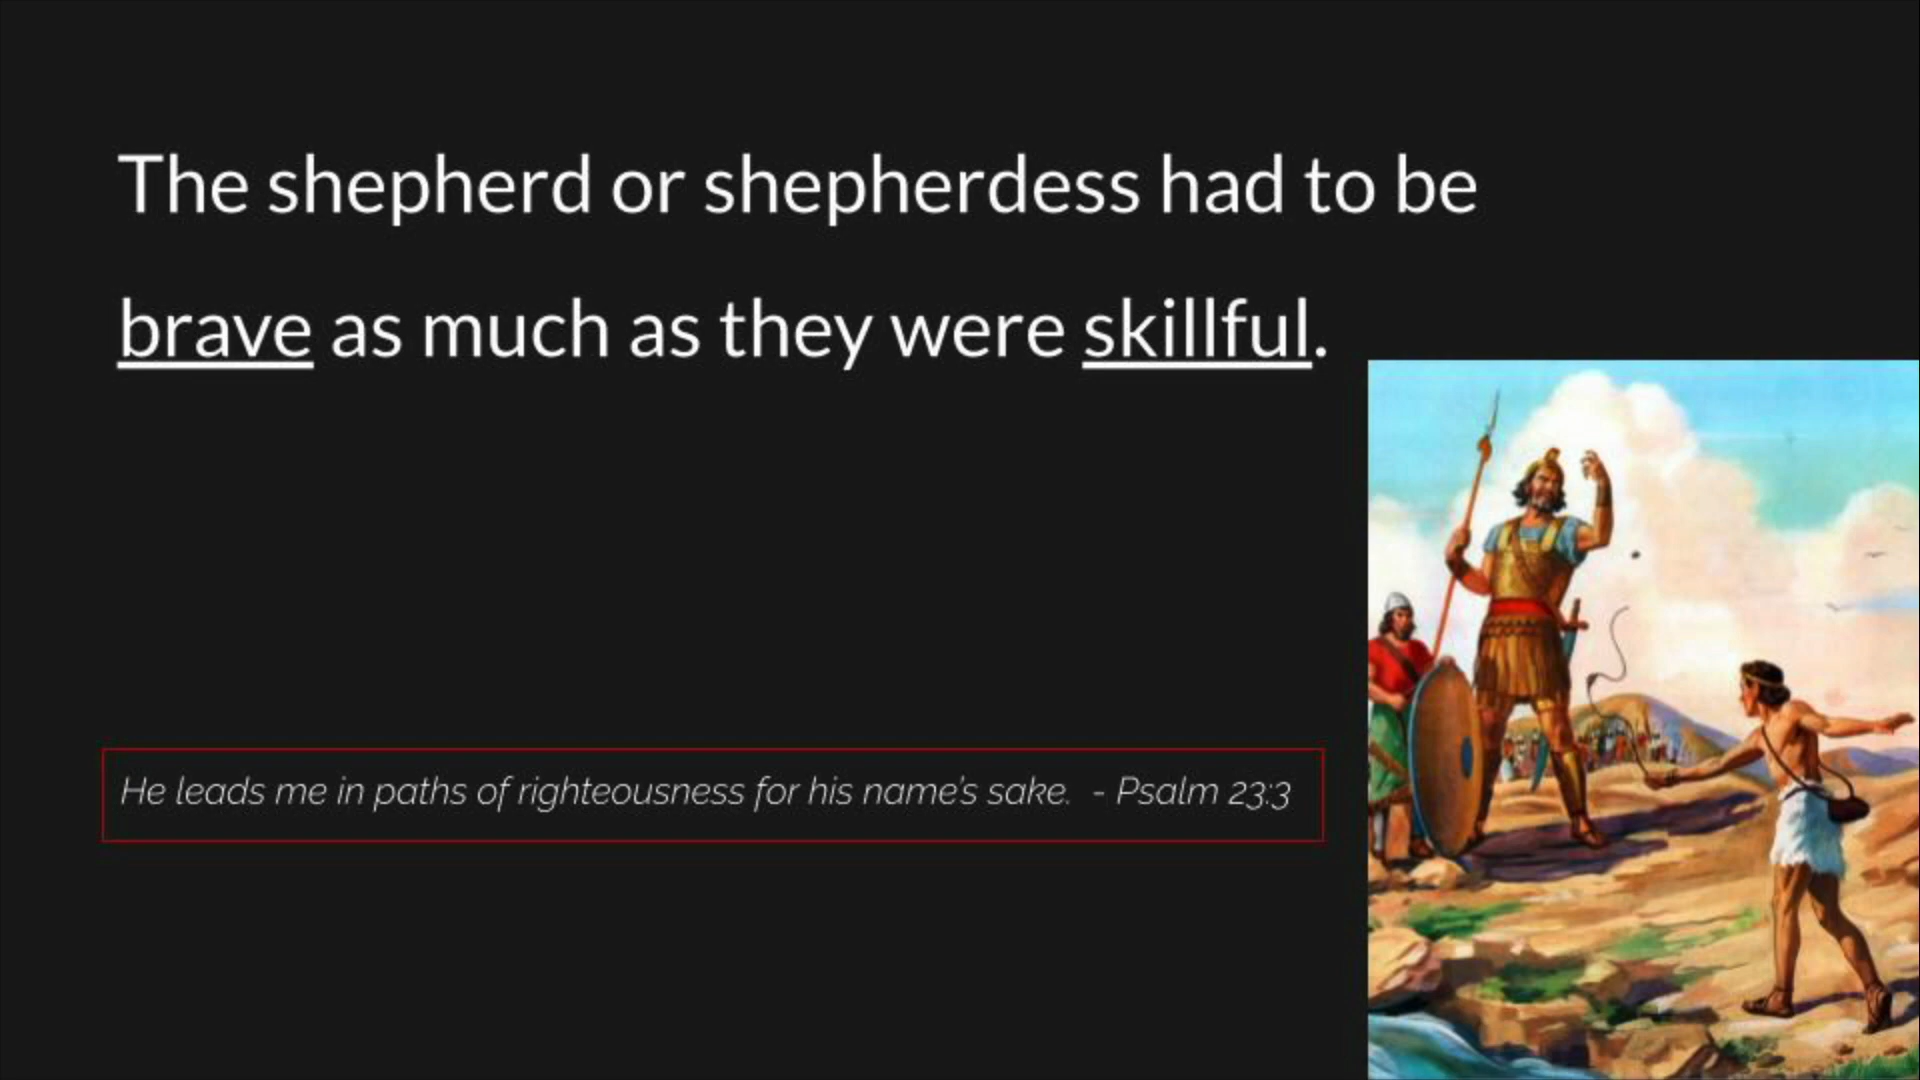 The shepherd or shepherdess had to be
brave as much as they were skillful.
He leads me in paths of righteousness for his name's sake.  - Psalm 23:3